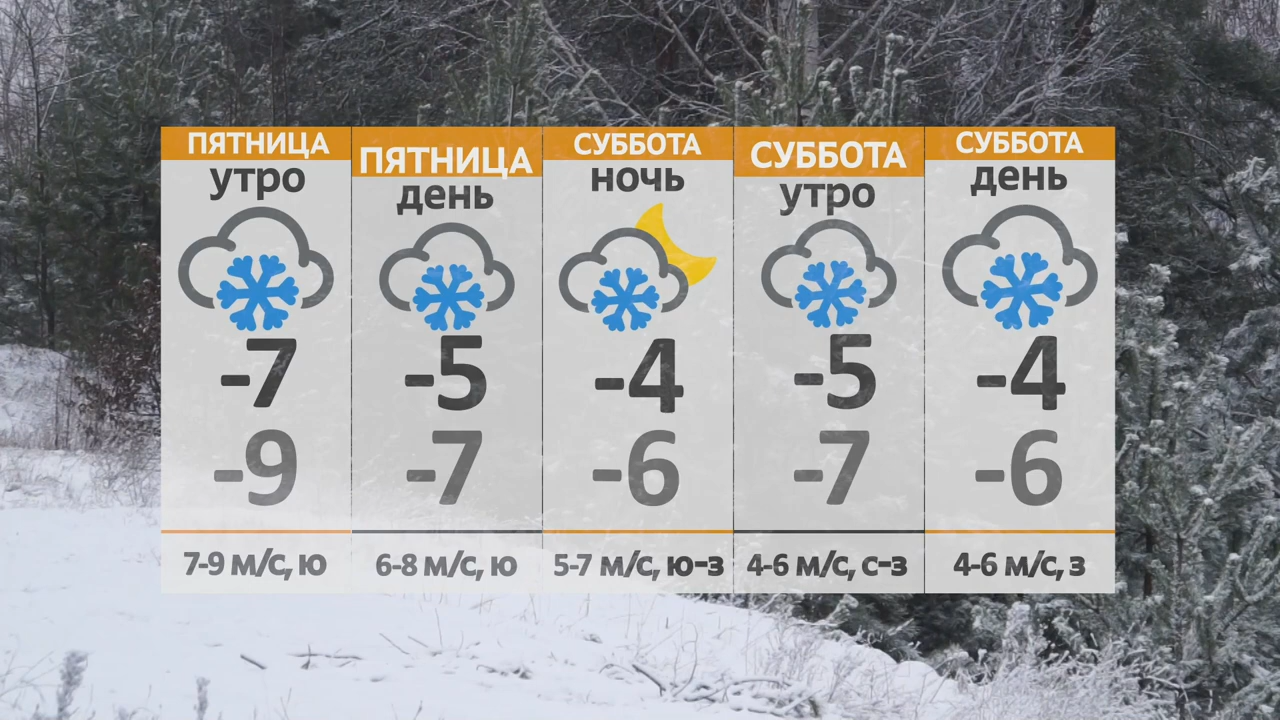 ПЯТНИЦА
утро
-7
-9
7-9 м/с, ю
ПЯТНИЦА
день
-5
-7
6-8 м/с, ю
СУББОТА
ночь
-4
-6
5-7 м/с, ю-з
СУББОТА
утро
-5
-7
4-6 м/с, с-з
СУББОТА
день
-4
-6
4-6 м/с, з